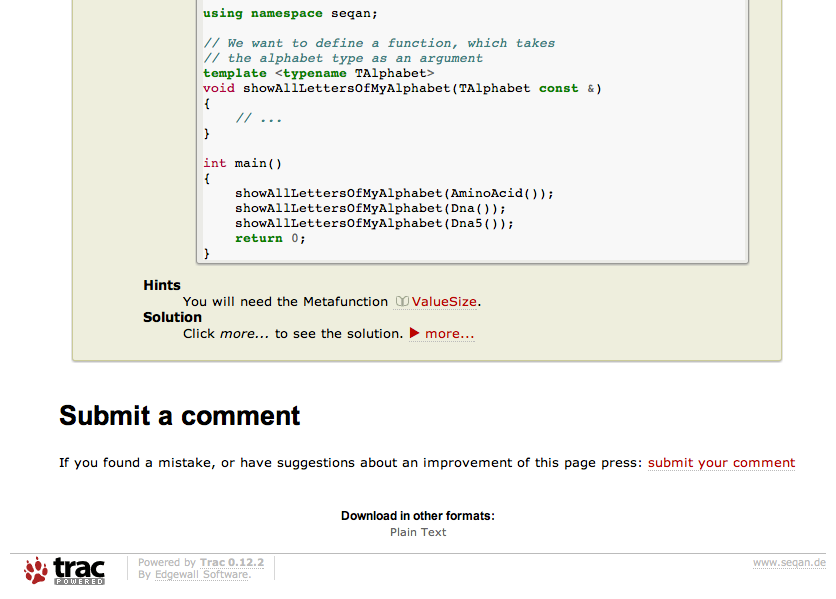 using namespace seqan;
// We want to define a function, which takes
// the alphabet type as an argument
template <typename TAlphabet>
void showAllLettersOfMyAlphabet(TAlphabet const &)
{
    // ...
}
int main()
{
    showAllLettersOfMyAlphabet(AminoAcid());
    showAllLettersOfMyAlphabet(Dna());
    showAllLettersOfMyAlphabet(Dna5());
    return 0;
}
Hints
You will need the Metafunction ValueSize.
Solution
Click more... to see the solution. ▶ more...
Submit a comment
If you found a mistake, or have suggestions about an improvement of this page press: submit your comment
Download in other formats:
Plain Text
trac
POWERED
Powered by Trac 0.12.2
By Edgewall Software.
www.seqan.de